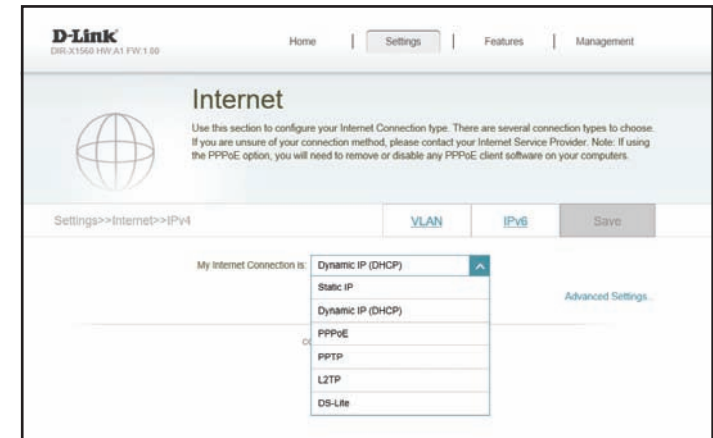 D-Link
DIR-X1560 HW:A1 FW:1.00
Home | Settings | Features | Management
Internet
Use this section to configure your Internet Connection type. There are several connection types to choose.
If you are unsure of your connection method, please contact your Internet Service Provider. Note: If using
the PPPoE option, you will need to remove or disable any PPPoE client software on your computers.
Settings>>Internet>>IPv4
VLAN
IPv6
Save
My Internet Connection is: Dynamic IP (DHCP)
Static IP
Advanced Settings...
Dynamic IP (DHCP)
PPPoE
PPTP
L2TP
DS-Lite